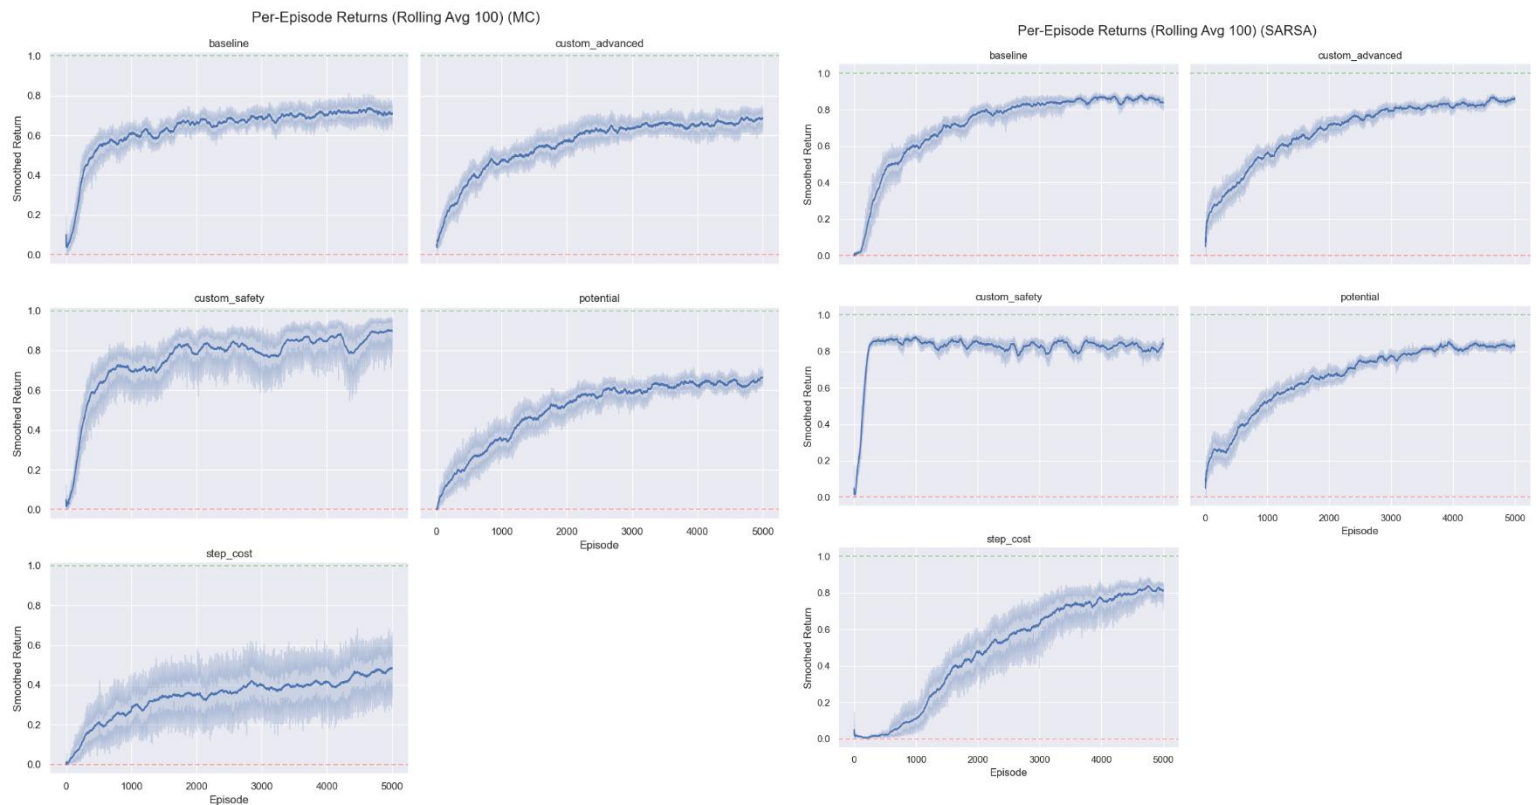 Per-Episode Returns (Rolling Avg 100) (MC)
baseline
custom_advanced
1.0
0.8
0.6
0.4
0.2
0.0
Smoothed Return
custom_safety
potential
1.0
0.8
0.6
0.4
0.2
0.0
Smoothed Return
0 1000 2000 3000 4000 5000
Episode
step_cost
1.0
0.8
0.6
0.4
0.2
0.0
Smoothed Return
0 1000 2000 3000 4000 5000
Episode
Per-Episode Returns (Rolling Avg 100) (SARSA)
baseline
custom_advanced
1.0
0.8
0.6
0.4
0.2
0.0
Smoothed Return
custom_safety
potential
1.0
0.8
0.6
0.4
0.2
0.0
Smoothed Return
0 1000 2000 3000 4000 5000
Episode
step_cost
1.0
0.8
0.6
0.4
0.2
0.0
Smoothed Return
0 1000 2000 3000 4000 5000
Episode